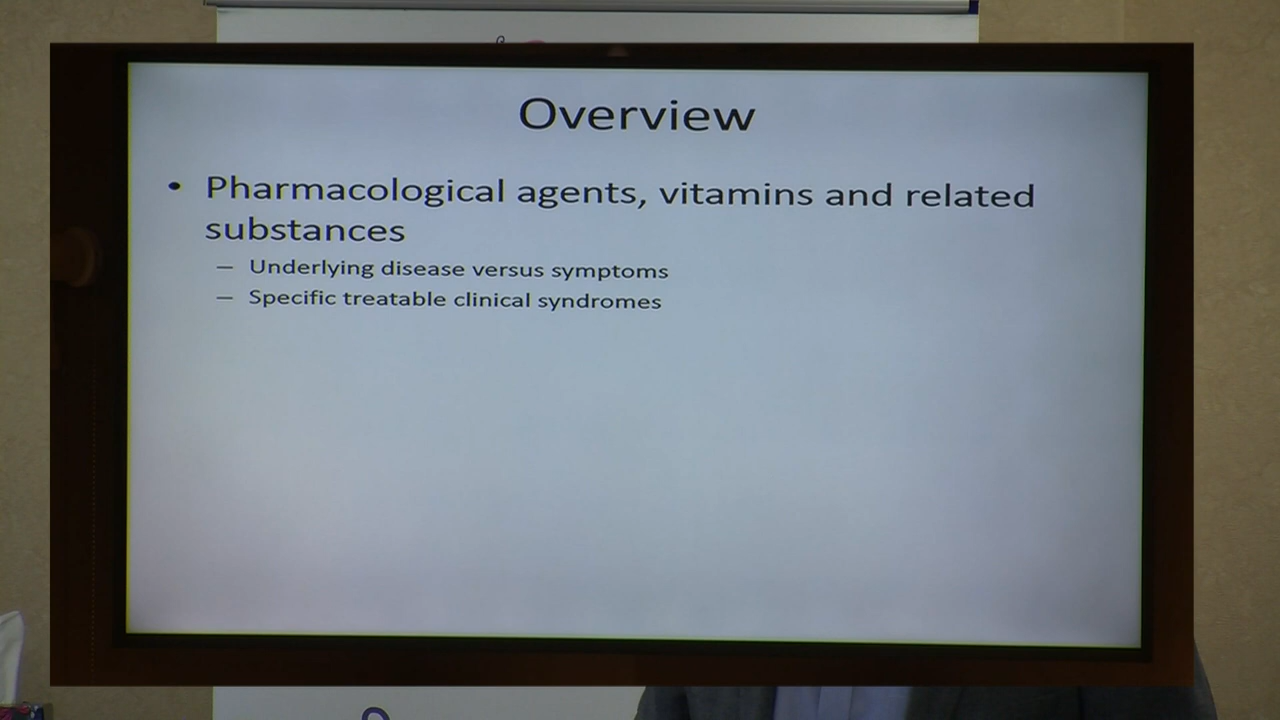 Overview
• Pharmacological agents, vitamins and related
substances
– Underlying disease versus symptoms
– Specific treatable clinical syndromes